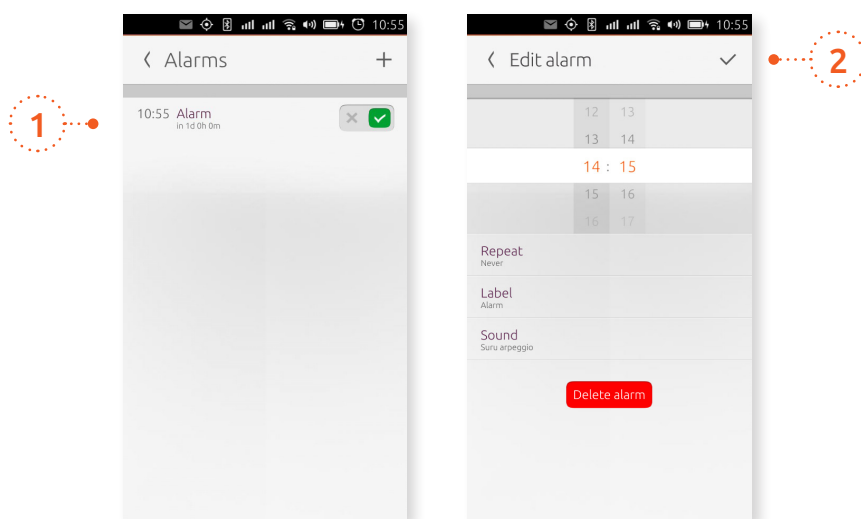 10:55
Alarms
10:55 Alarm
in 1d 0h 0m
1
10:55
Edit alarm
2
12 13
13 14
14 : 15
15 16
16 17
Repeat
Never
Label
Alarm
Sound
Suru arpeggio
Delete alarm